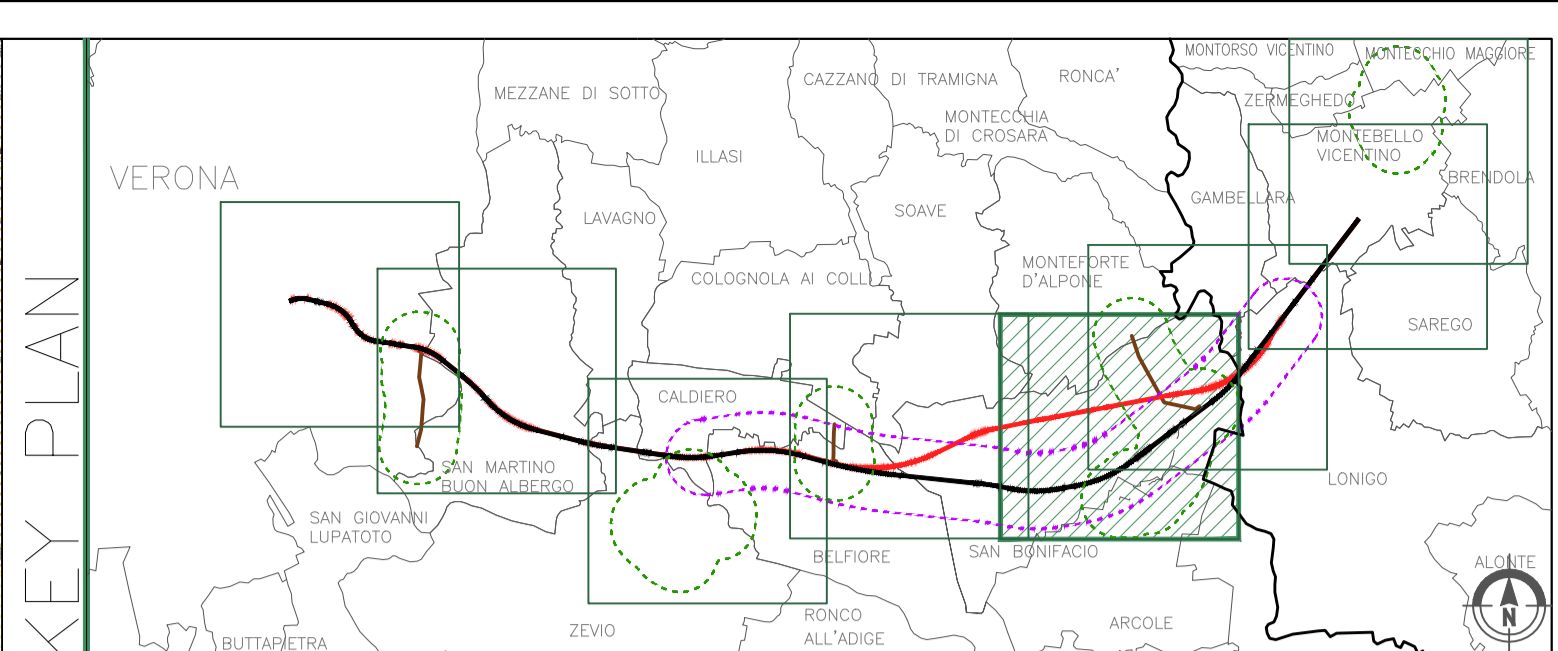 KEY PLAN
MONTORSO VICENTINO
MONTECCHIO MAGGIORE
CAZZANO DI TRAMIGNA
RONCA'
MEZZANE DI SOTTO
ZERMEGHEDO
MONTECCHIA
DI CROSARA
MONTEBELLO
VICENTINO
ILLASI
VERONA
BRENDOLA
GAMBELLARA
LAVAGNO
SOAVE
MONTEFORTE
D'ALPONE
COLOGNOLA AI COLLI
SAREGO
CALDIERO
SAN MARTINO
BUON ALBERGO
LONIGO
SAN GIOVANNI
LUPATOTO
BELFIORE
SAN BONIFACIO
ALONTE
RONCO
ALL'ADIGE
ZEVIO
ARCOLE
BUTTAPIETRA
N